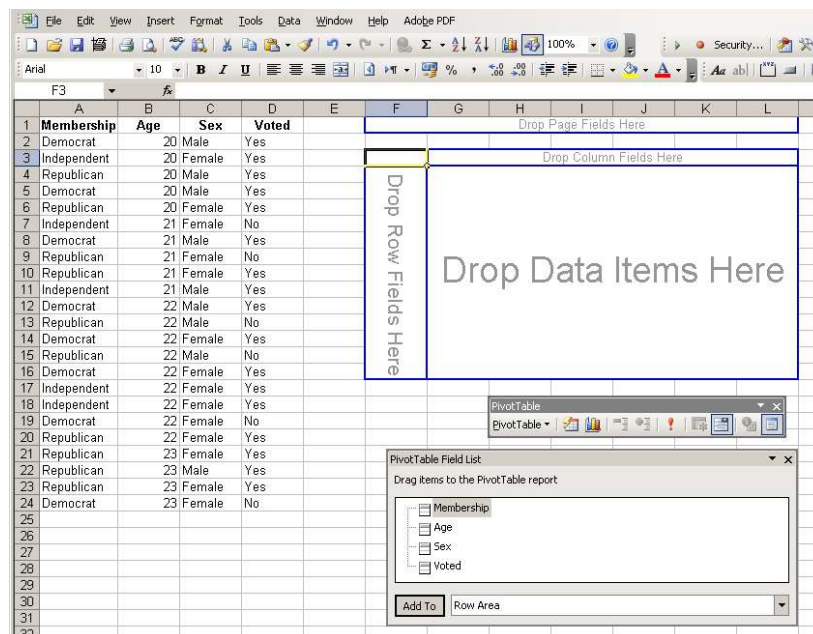 File Edit View Insert Format Tools Data Window Help Adobe PDF
100% Security...
Arial 10 B I U % , Aa ab|
F3 fx
A B C D E F G H I J K L
1 Membership Age Sex Voted Drop Page Fields Here
2 Democrat 20 Male Yes
3 Independent 20 Female Yes Drop Column Fields Here
4 Republican 20 Male Yes
5 Democrat 20 Male Yes
6 Republican 20 Female Yes
7 Independent 21 Female No
8 Democrat 21 Male Yes
9 Republican 21 Female No
10 Republican 21 Female Yes
11 Independent 21 Male Yes
12 Democrat 22 Male Yes
13 Republican 22 Male No
14 Democrat 22 Female Yes
15 Republican 22 Male No
16 Democrat 22 Female Yes
17 Independent 22 Female Yes
18 Independent 22 Female Yes
19 Democrat 22 Female No
20 Republican 22 Female Yes
21 Republican 23 Female Yes
22 Republican 23 Male Yes
23 Republican 23 Female Yes
24 Democrat 23 Female No
25
26
27
28
29
30
31
32
Drop Row Fields Here
Drop Data Items Here
PivotTable
PivotTable
PivotTable Field List
Drag items to the PivotTable report
Membership
Age
Sex
Voted
Add To Row Area